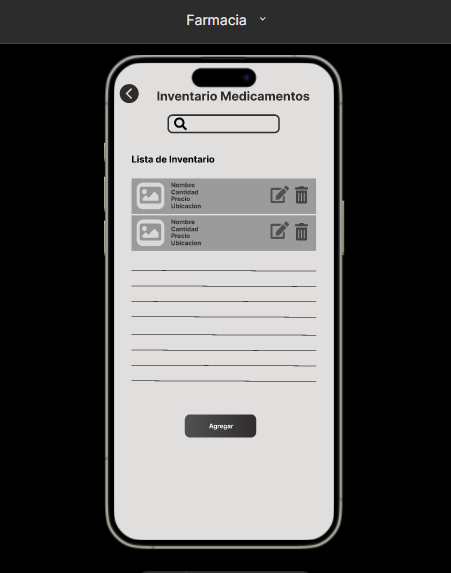 Farmacia
Inventario Medicamentos
Lista de Inventario
Nombre
Cantidad
Precio
Ubicacion
Nombre
Cantidad
Precio
Ubicacion
Agregar